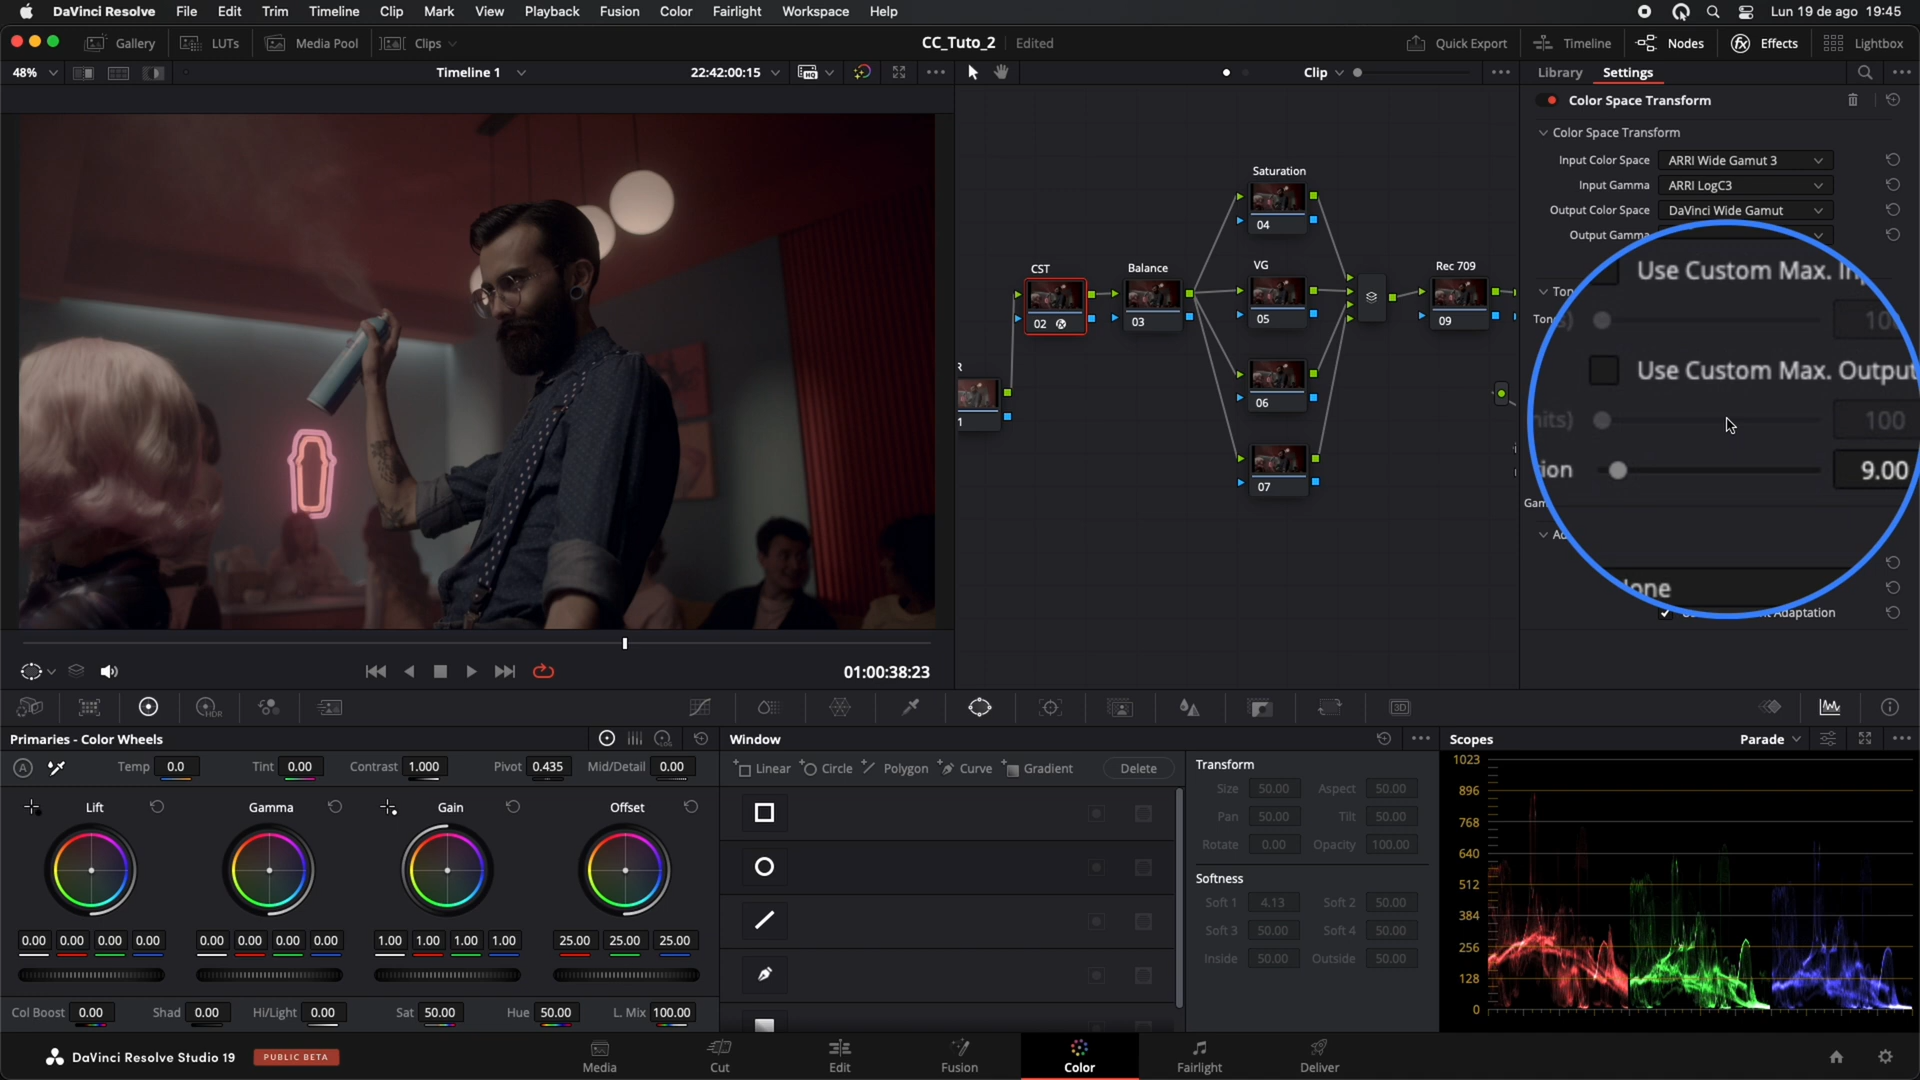 DaVinci Resolve File Edit Trim Timeline Clip Mark View Playback Fusion Color Fairlight Workspace Help Lun 19 de ago 19:45
Gallery LUTs Media Pool Clips CC_Tuto_2 Edited Quick Export Timeline Nodes Effects Lightbox
48% Timeline 1 22:42:00:15 Clip Library Settings
Color Space Transform
Color Space Transform
Input Color Space ARRI Wide Gamut 3
Input Gamma ARRI LogC3
Output Color Space DaVinci Wide Gamut
Output Gamma
Use Custom Max. In
Use Custom Max. Output
nits) 100
tion 9.00
Gam
Ad
None
Adaptation
Saturation
04
CST
02
Balance
03
VG
05
Rec 709
09
R
1
06
07
01:00:38:23
HDR
3D
Primaries - Color Wheels
Temp 0.0 Tint 0.00 Contrast 1.000 Pivot 0.435 Mid/Detail 0.00
Lift Gamma Gain Offset
0.00 0.00 0.00 0.00 0.00 0.00 0.00 0.00 1.00 1.00 1.00 1.00 25.00 25.00 25.00
Col Boost 0.00 Shad 0.00 Hi/Light 0.00 Sat 50.00 Hue 50.00 L. Mix 100.00
Window
Linear Circle Polygon Curve Gradient Delete
Transform
Size 50.00 Aspect 50.00
Pan 50.00 Tilt 50.00
Rotate 0.00 Opacity 100.00
Softness
Soft 1 4.13 Soft 2 50.00
Soft 3 50.00 Soft 4 50.00
Inside 50.00 Outside 50.00
Scopes Parade
1023
896
768
640
512
384
256
128
0
DaVinci Resolve Studio 19 PUBLIC BETA
Media Cut Edit Fusion Color Fairlight Deliver